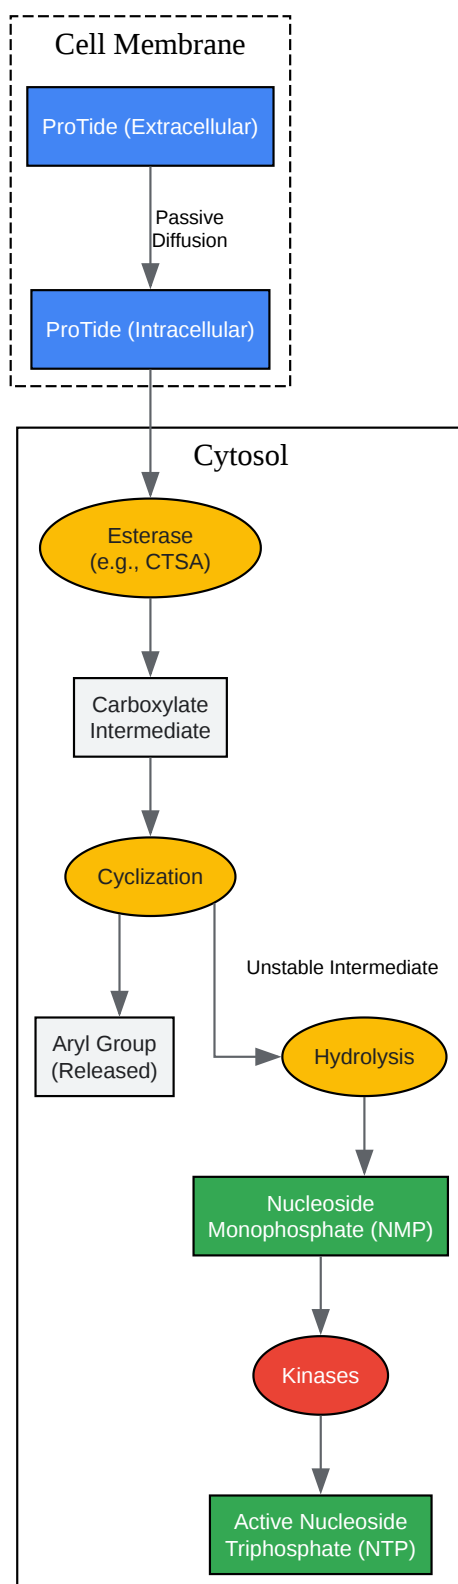 Cell Membrane
ProTide (Extracellular)
Passive
Diffusion
ProTide (Intracellular)
Cytosol
Esterase
(e.g., CTSA)
Carboxylate
Intermediate
Cyclization
Unstable Intermediate
Aryl Group
(Released)
Hydrolysis
Nucleoside
Monophosphate (NMP)
Kinases
Active Nucleoside
Triphosphate (NTP)